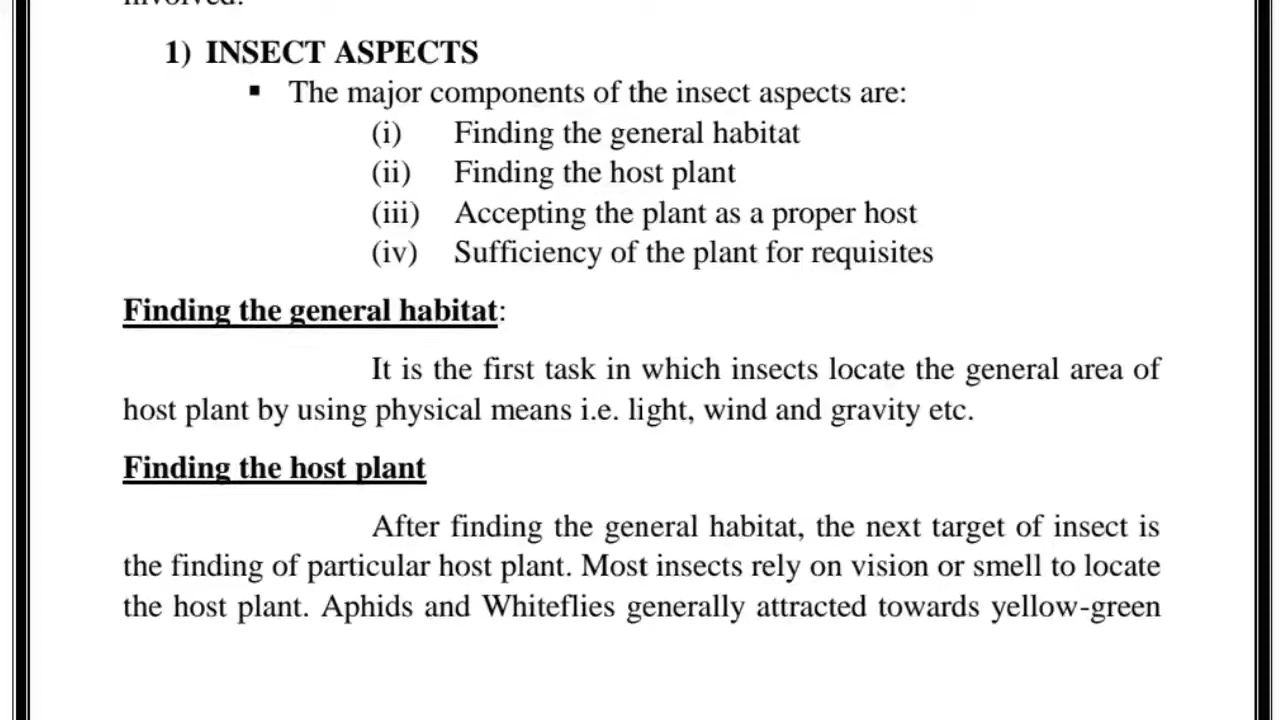 involved.
1) INSECT ASPECTS
▪ The major components of the insect aspects are:
(i) Finding the general habitat
(ii) Finding the host plant
(iii) Accepting the plant as a proper host
(iv) Sufficiency of the plant for requisites
Finding the general habitat:
It is the first task in which insects locate the general area of
host plant by using physical means i.e. light, wind and gravity etc.
Finding the host plant
After finding the general habitat, the next target of insect is
the finding of particular host plant. Most insects rely on vision or smell to locate
the host plant. Aphids and Whiteflies generally attracted towards yellow-green